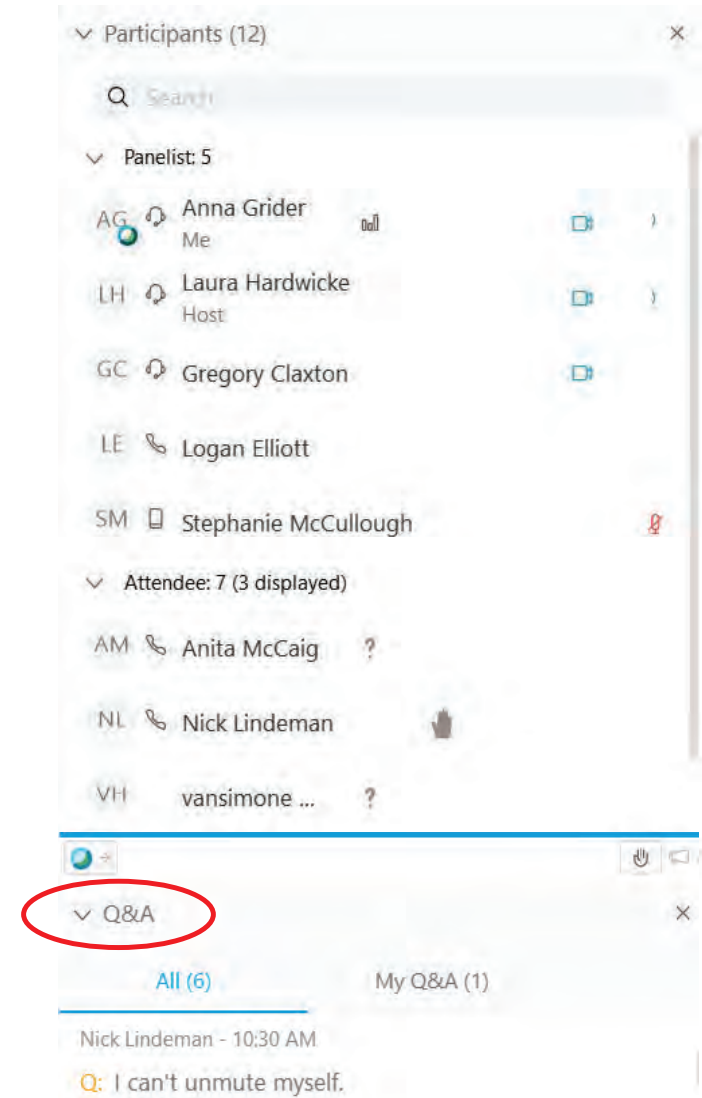 Participants (12)
Search
Panelist: 5
AG Anna Grider
Me
LH Laura Hardwicke
Host
GC Gregory Claxton
LE Logan Elliott
SM Stephanie McCullough
Attendee: 7 (3 displayed)
AM Anita McCaig ?
NL Nick Lindeman
VH vansimone ... ?
Q&A
All (6) My Q&A (1)
Nick Lindeman - 10:30 AM
Q: I can't unmute myself.